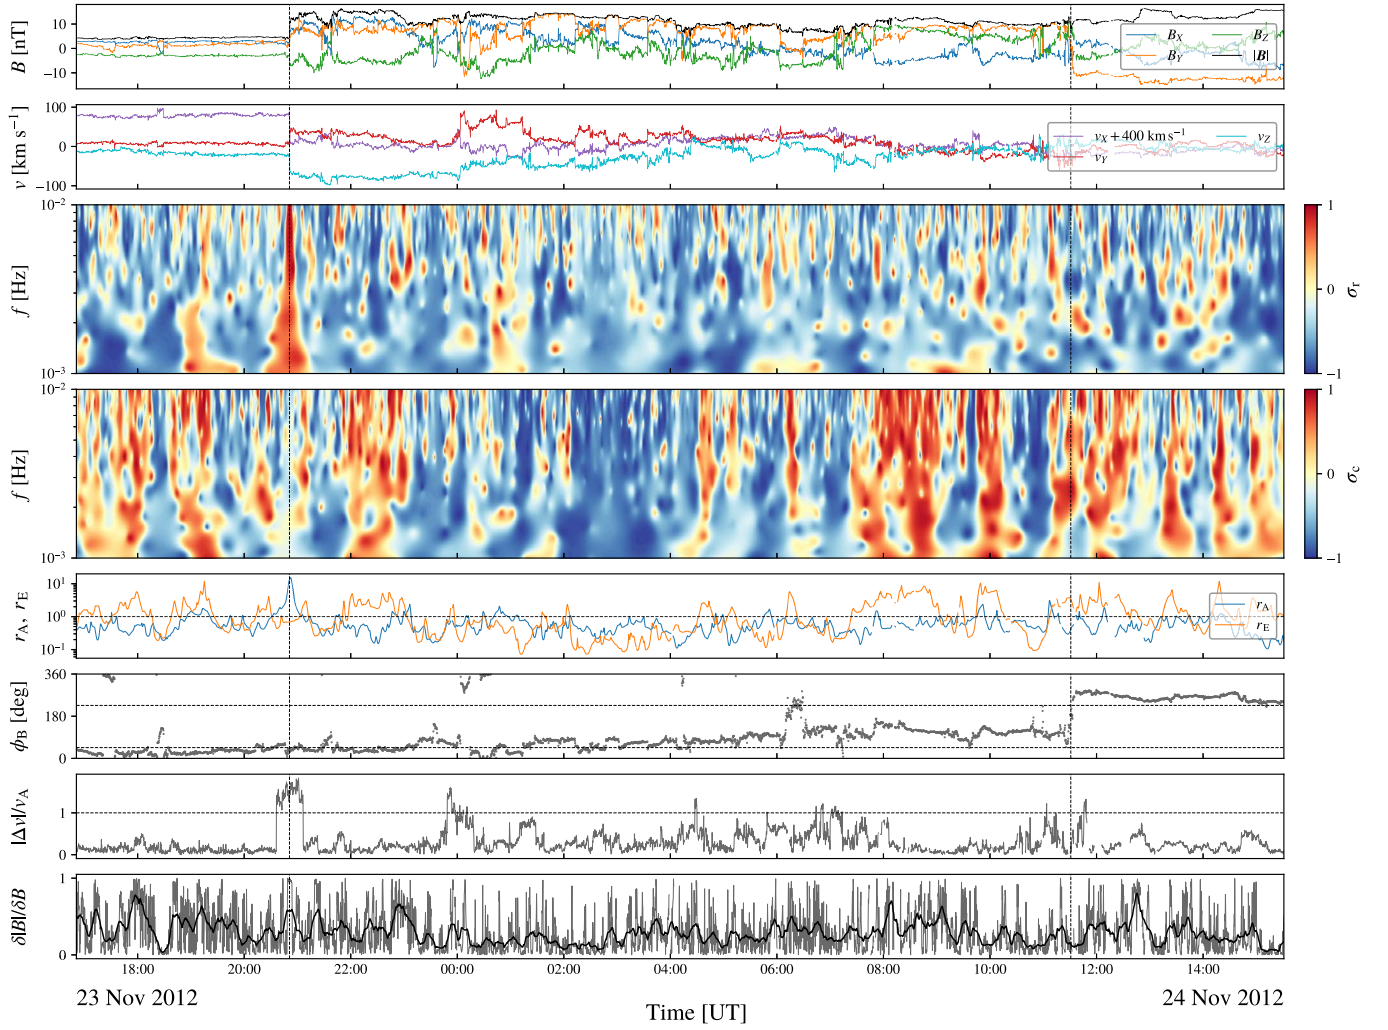 10
0
−10
B [nT]
B_X
B_Z
B_Y
|B|
100
0
−100
v [km s⁻¹]
v_X + 400 km s⁻¹
v_Z
v_Y
10⁻²
10⁻³
f [Hz]
1
0
−1
σ_r
10⁻²
10⁻³
f [Hz]
1
0
−1
σ_c
10¹
10⁰
10⁻¹
r_A, r_E
r_A
r_E
360
180
0
ϕ_B [deg]
1
0
|Δv|/v_A
1
0
δ|B|/δB
18:00 20:00 22:00 00:00 02:00 04:00 06:00 08:00 10:00 12:00 14:00
23 Nov 2012
Time [UT]
24 Nov 2012